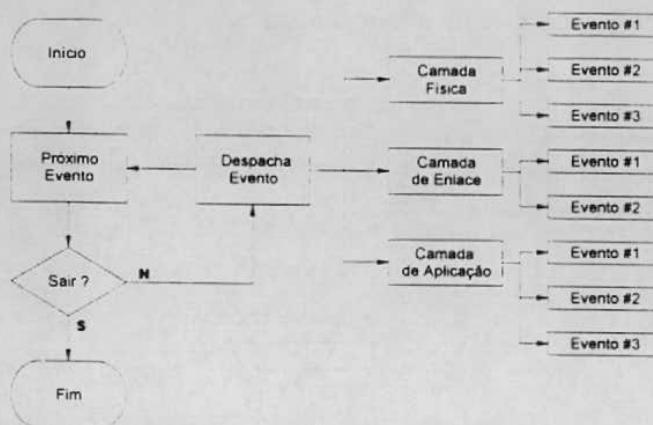 Início
Próximo
Evento
Sair ?
N
S
Fim
Despacha
Evento
Camada
Física
Evento #1
Evento #2
Evento #3
Camada
de Enlace
Evento #1
Evento #2
Camada
de Aplicação
Evento #1
Evento #2
Evento #3